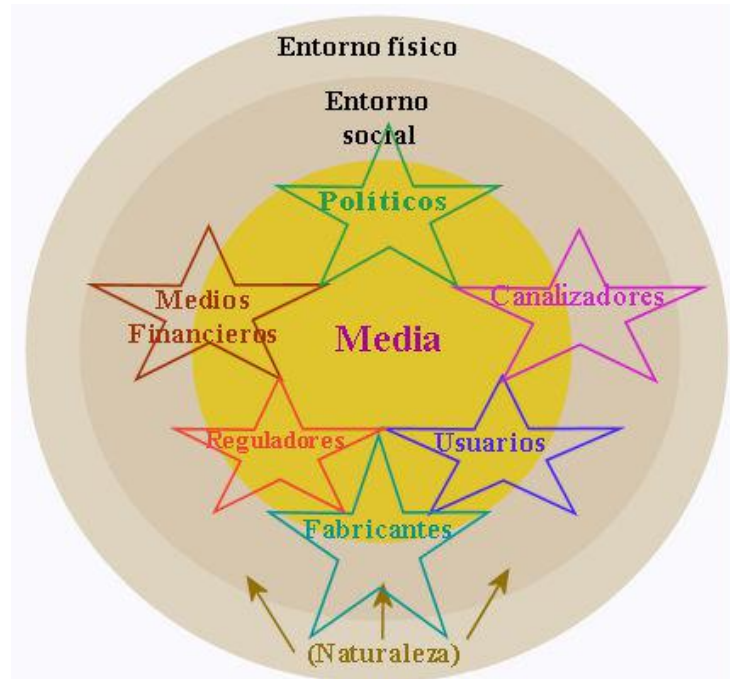 Entorno físico
Entorno
social
Políticos
Medios
Financieros
Canalizadores
Media
Reguladores
Usuarios
Fabricantes
(Naturaleza)